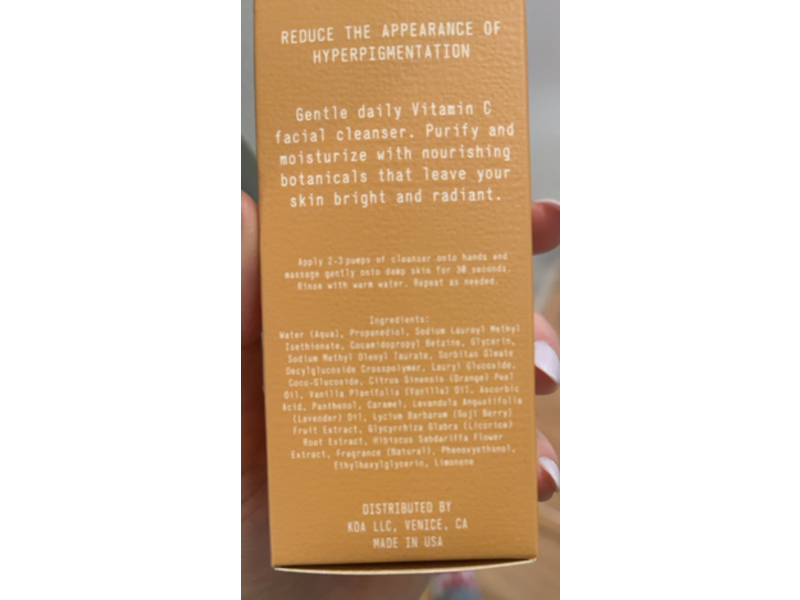 REDUCE THE APPEARANCE OF
HYPERPIGMENTATION
Gentle daily Vitamin C
facial cleanser. Purify and
moisturize with nourishing
botanicals that leave your
skin bright and radiant.
Apply 2-3 pumps of cleanser onto hands and
massage gently onto damp skin for 30 seconds.
Rinse with warm water. Repeat as needed.
Ingredients:
Water (Aqua), Propanediol, Sodium Lauroyl Methyl
Isethionate, Cocamidopropyl Betaine, Glycerin,
Sodium Methyl Oleoyl Taurate, Sorbitan Oleate
Decylglucoside Crosspolymer, Lauryl Glucoside,
Coco-Glucoside, Citrus Sinensis (Orange) Peel
Oil, Vanilla Planifolia (Vanilla) Oil, Ascorbic
Acid, Panthenol, Caramel, Lavandula Angustifolia
(Lavender) Oil, Lycium Barbarum (Goji Berry)
Fruit Extract, Glycyrrhiza Glabra (Licorice)
Root Extract, Hibiscus Sabdariffa Flower
Extract, Fragrance (Natural), Phenoxyethanol,
Ethylhexylglycerin, Limonene
DISTRIBUTED BY
KOA LLC, VENICE, CA
MADE IN USA